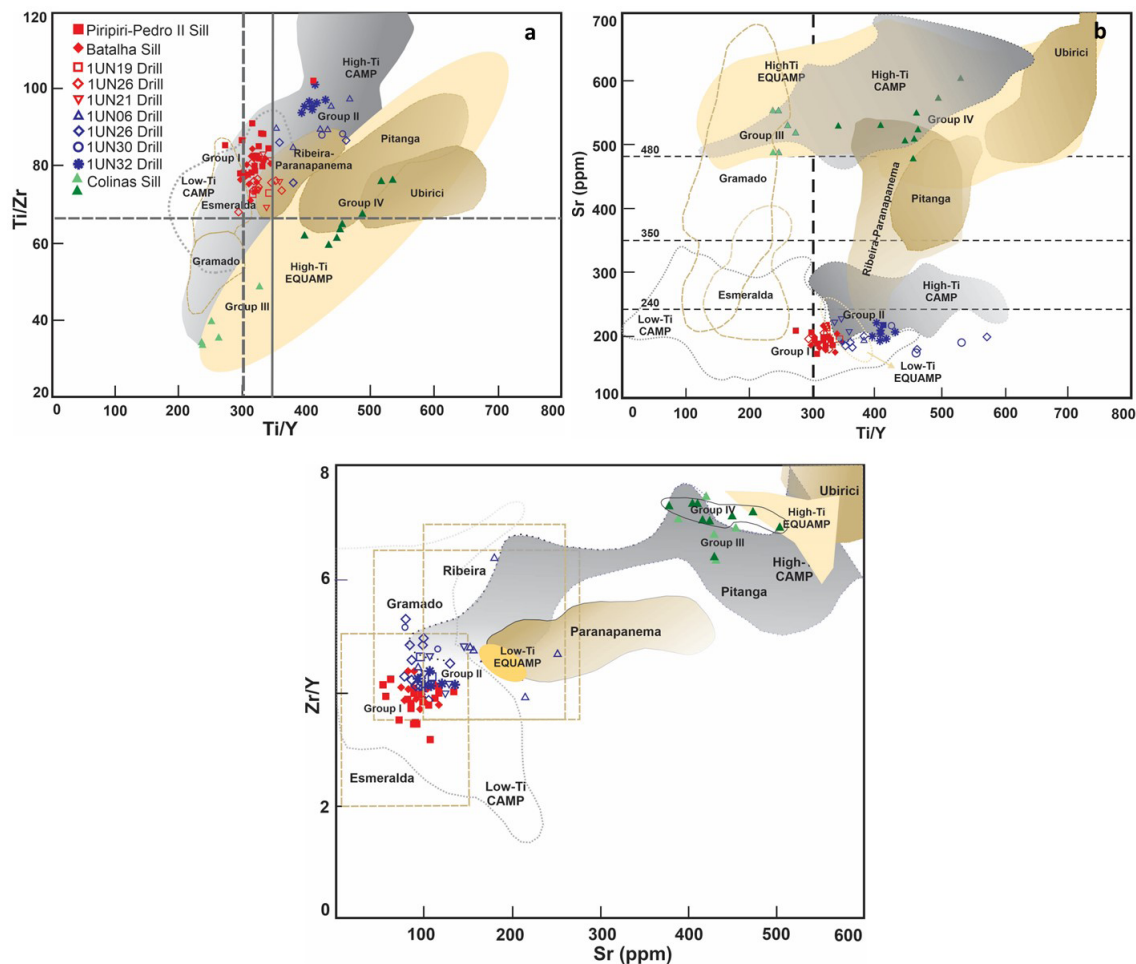 a
Piripiri-Pedro II Sill
Batalha Sill
1UN19 Drill
1UN26 Drill
1UN21 Drill
1UN06 Drill
1UN26 Drill
1UN30 Drill
1UN32 Drill
Colinas Sill
High-Ti
CAMP
Group II
Pitanga
Group I
Ribeira-
Paranapanema
Low-Ti
CAMP
Esmeralda
Ubirici
Group IV
Gramado
High-Ti
EQUAMP
Group III
Ti/Zr
120
100
80
60
40
20
0
100
200
300
400
500
600
700
800
Ti/Y
b
Ubirici
HighTi
EQUAMP
High-Ti
CAMP
Group III
Group IV
Gramado
Pitanga
Ribeira-Paranapanema
High-Ti
CAMP
Esmeralda
Low-Ti
CAMP
Group II
Group I
Low-Ti
EQUAMP
Sr (ppm)
700
600
500
480
400
350
300
240
200
100
0
100
200
300
400
500
600
700
800
Ti/Y
Ubirici
Group IV
High-Ti
EQUAMP
Group III
High-
CAMP
Ribeira
Pitanga
Gramado
Paranapanema
Low-Ti
EQUAMP
Group II
Group I
Esmeralda
Low-Ti
CAMP
Zr/Y
8
6
2
0
100
200
300
400
500
600
Sr (ppm)